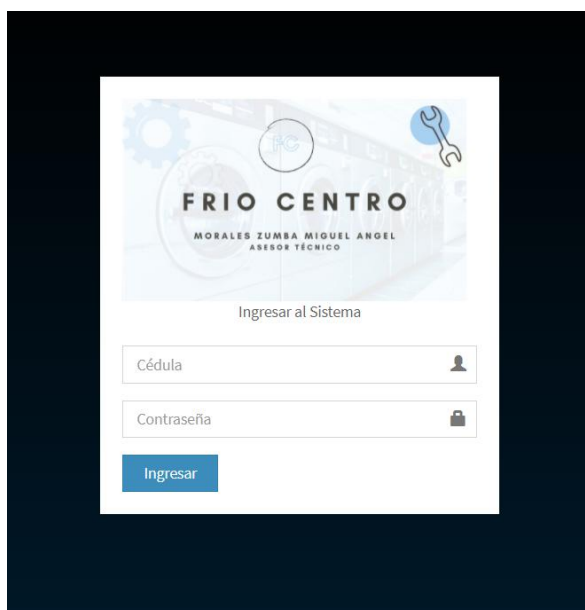 FC
FRIO CENTRO
MORALES ZUMBA MIGUEL ANGEL
ASESOR TÉCNICO
Ingresar al Sistema
Cédula
Contraseña
Ingresar